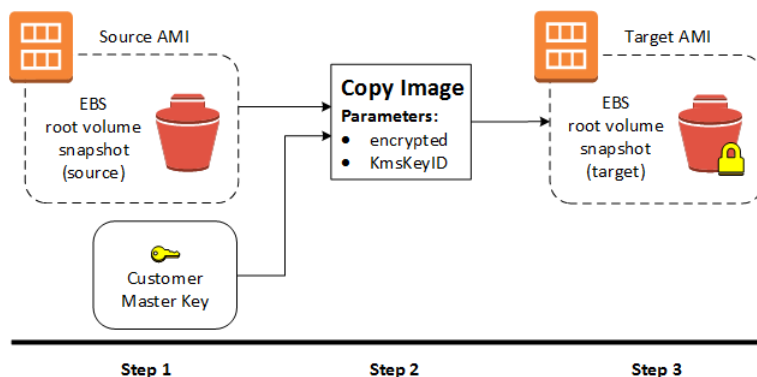 Source AMI
EBS
root volume
snapshot
(source)
Customer
Master Key
Copy Image
Parameters:
• encrypted
• KmsKeyID
Target AMI
EBS
root volume
snapshot
(target)
Step 1
Step 2
Step 3